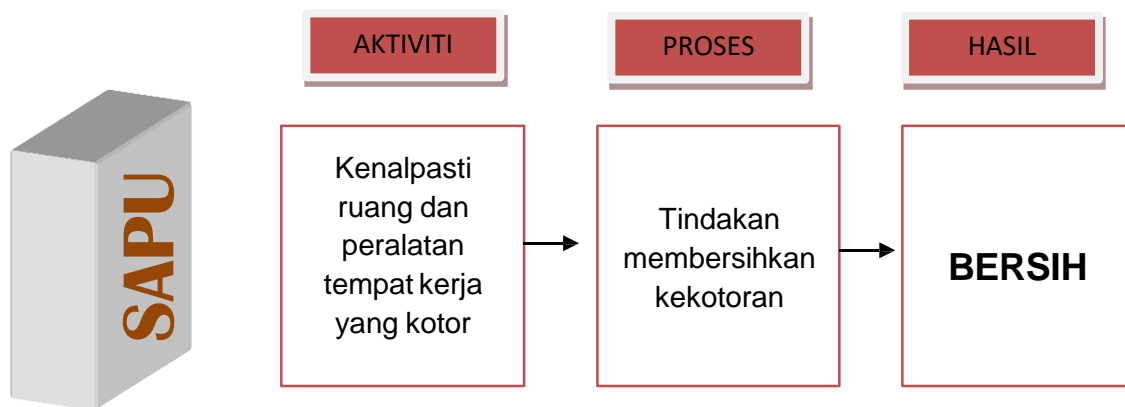 AKTIVITI
PROSES
HASIL
SAPU
Kenalpasti
ruang dan
peralatan
tempat kerja
yang kotor
Tindakan
membersihkan
kekotoran
BERSIH